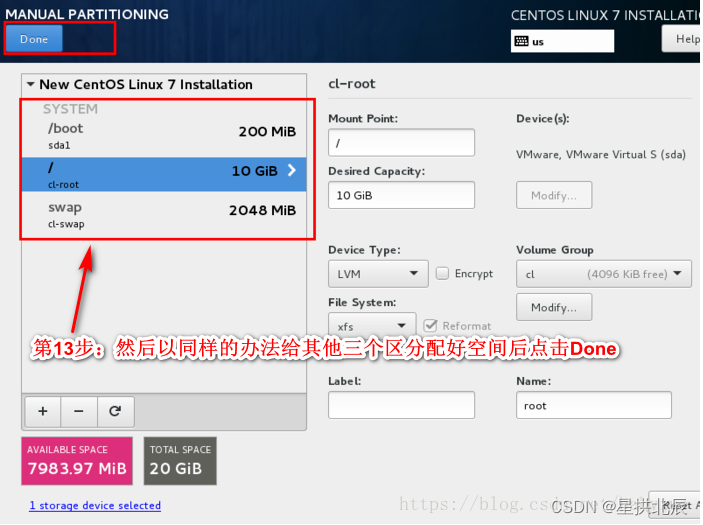 MANUAL PARTITIONING
CENTOS LINUX 7 INSTALLATI
Done
us
Help
New CentOS Linux 7 Installation
cl-root
SYSTEM
/boot
200 MiB
sda1
/
10 GiB
cl-root
swap
2048 MiB
cl-swap
Mount Point:
Device(s):
/
VMware, VMware Virtual S (sda)
Desired Capacity:
10 GiB
Modify...
Device Type:
Volume Group
LVM
Encrypt
cl (4096 KiB free)
File System:
Modify...
xfs
Reformat
第13步：然后以同样的办法给其他三个区分配好空间后点击Done
Label:
Name:
root
+ −
AVAILABLE SPACE
7983.97 MiB
TOTAL SPACE
20 GiB
1 storage device selected
https://blog.cs
CSDN @星拱北辰